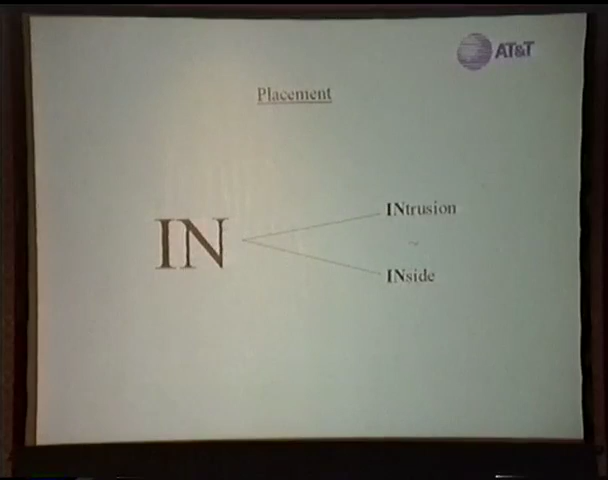 AT&T
Placement
INtrusion
IN
~
INside